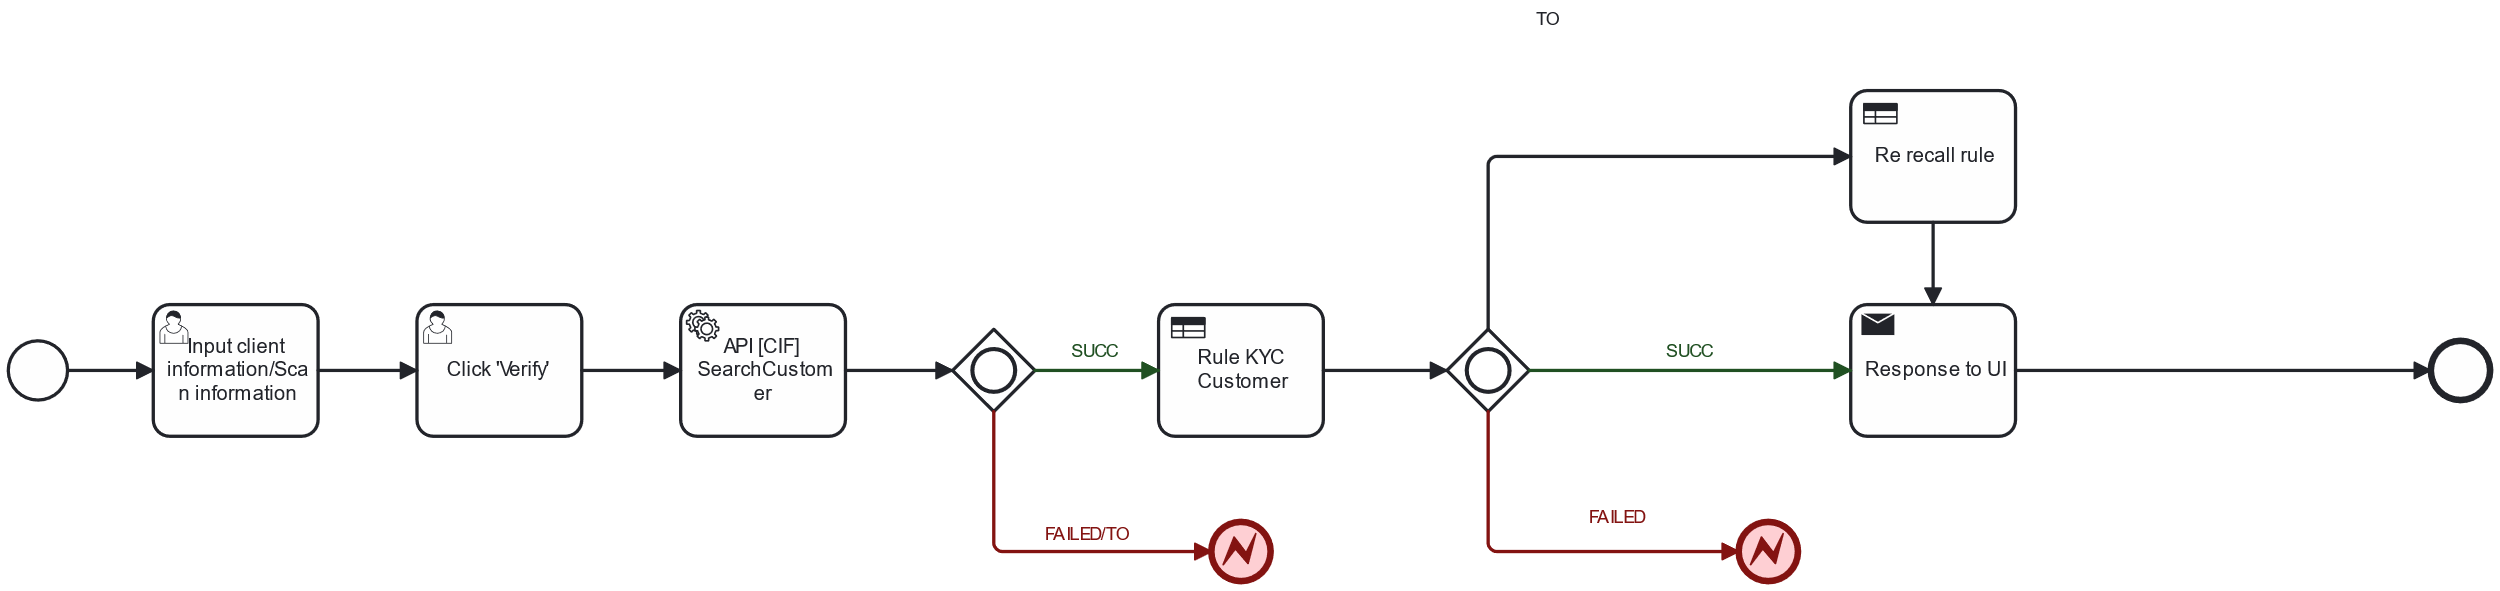 TO
Re recall rule
Input client
information/Sca
n information
Click 'Verify'
API [CIF]
SearchCustom
er
SUCC
Rule KYC
Customer
SUCC
Response to UI
FAILED/TO
FAILED